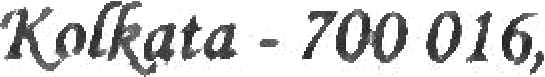 Kolkata - 700 016,